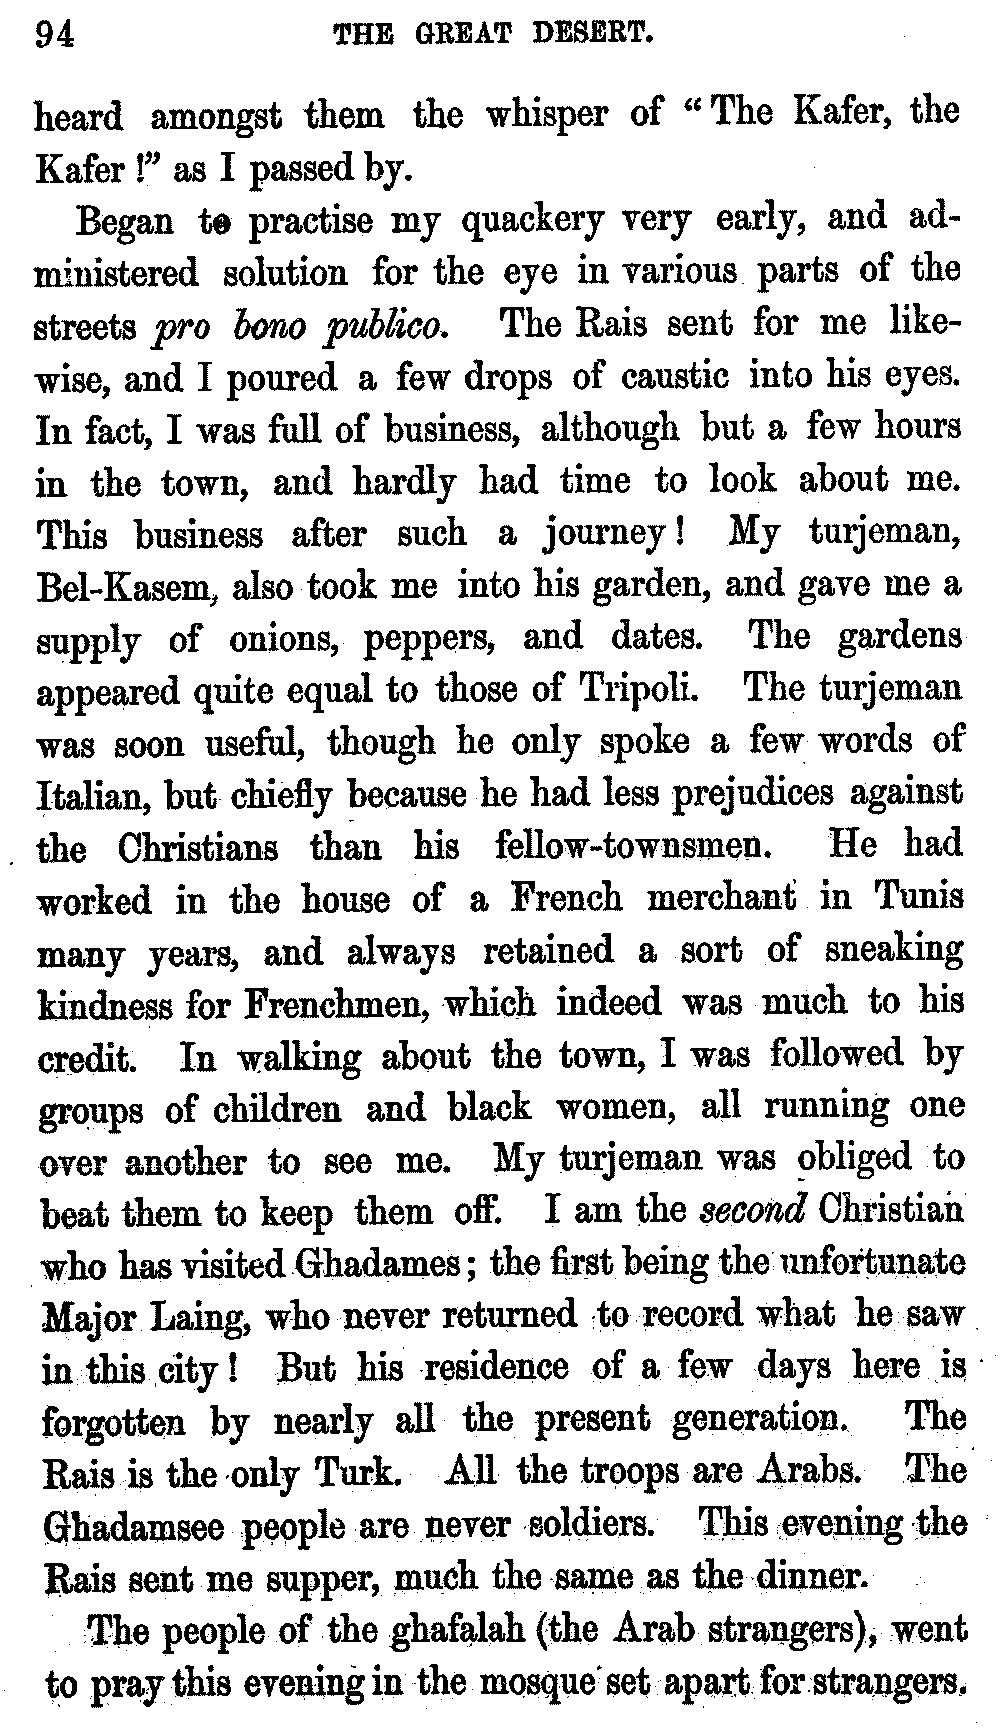 94 THE GREAT DESERT.
heard amongst them the whisper of “The Kafer, the
Kafer!” as I passed by.
Began to practise my quackery very early, and ad-
ministered solution for the eye in various parts of the
streets pro bono publico. The Rais sent for me like-
wise, and I poured a few drops of caustic into his eyes.
In fact, I was full of business, although but a few hours
in the town, and hardly had time to look about me.
This business after such a journey! My turjeman,
Bel-Kasem, also took me into his garden, and gave me a
supply of onions, peppers, and dates. The gardens
appeared quite equal to those of Tripoli. The turjeman
was soon useful, though he only spoke a few words of
Italian, but chiefly because he had less prejudices against
the Christians than his fellow-townsmen. He had
worked in the house of a French merchant in Tunis
many years, and always retained a sort of sneaking
kindness for Frenchmen, which indeed was much to his
credit. In walking about the town, I was followed by
groups of children and black women, all running one
over another to see me. My turjeman was obliged to
beat them to keep them off. I am the second Christian
who has visited Ghadames; the first being the unfortunate
Major Laing, who never returned to record what he saw
in this city! But his residence of a few days here is
forgotten by nearly all the present generation. The
Rais is the only Turk. All the troops are Arabs. The
Ghadamsee people are never soldiers. This evening the
Rais sent me supper, much the same as the dinner.
The people of the ghafalah (the Arab strangers), went
to pray this evening in the mosque set apart for strangers.